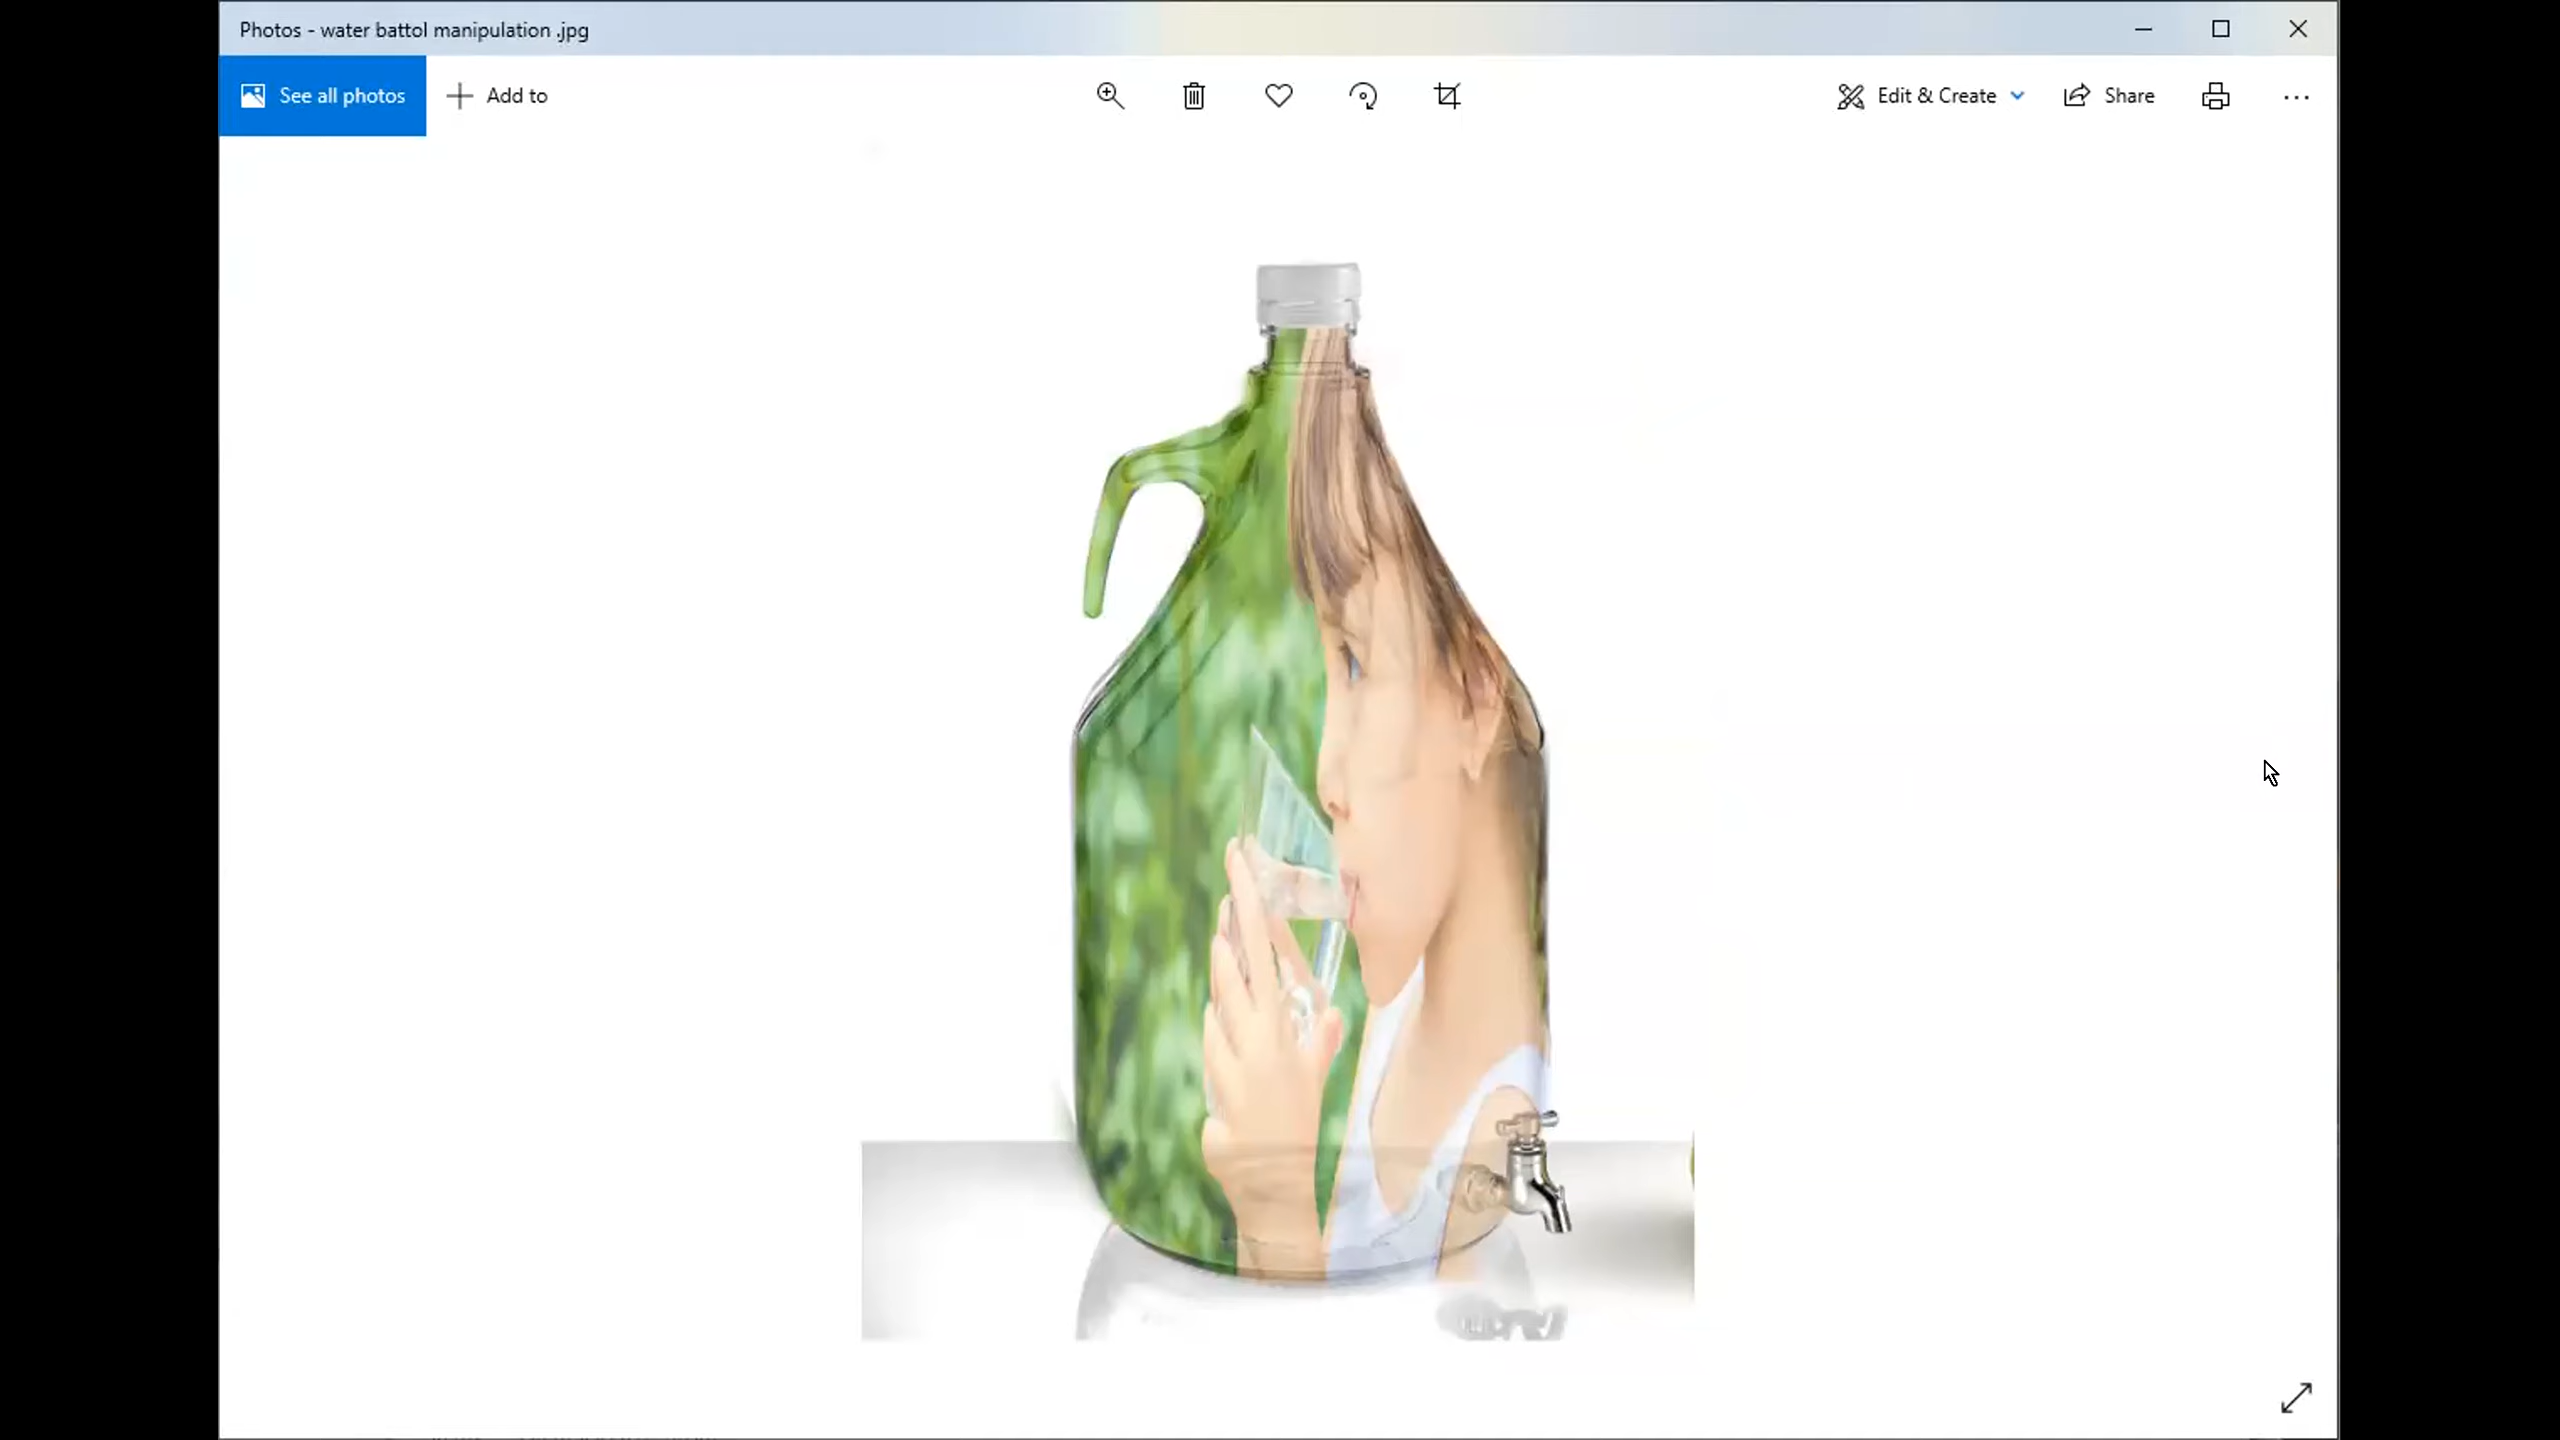 Photos - water battol manipulation .jpg
See all photos
Add to
Edit & Create
Share